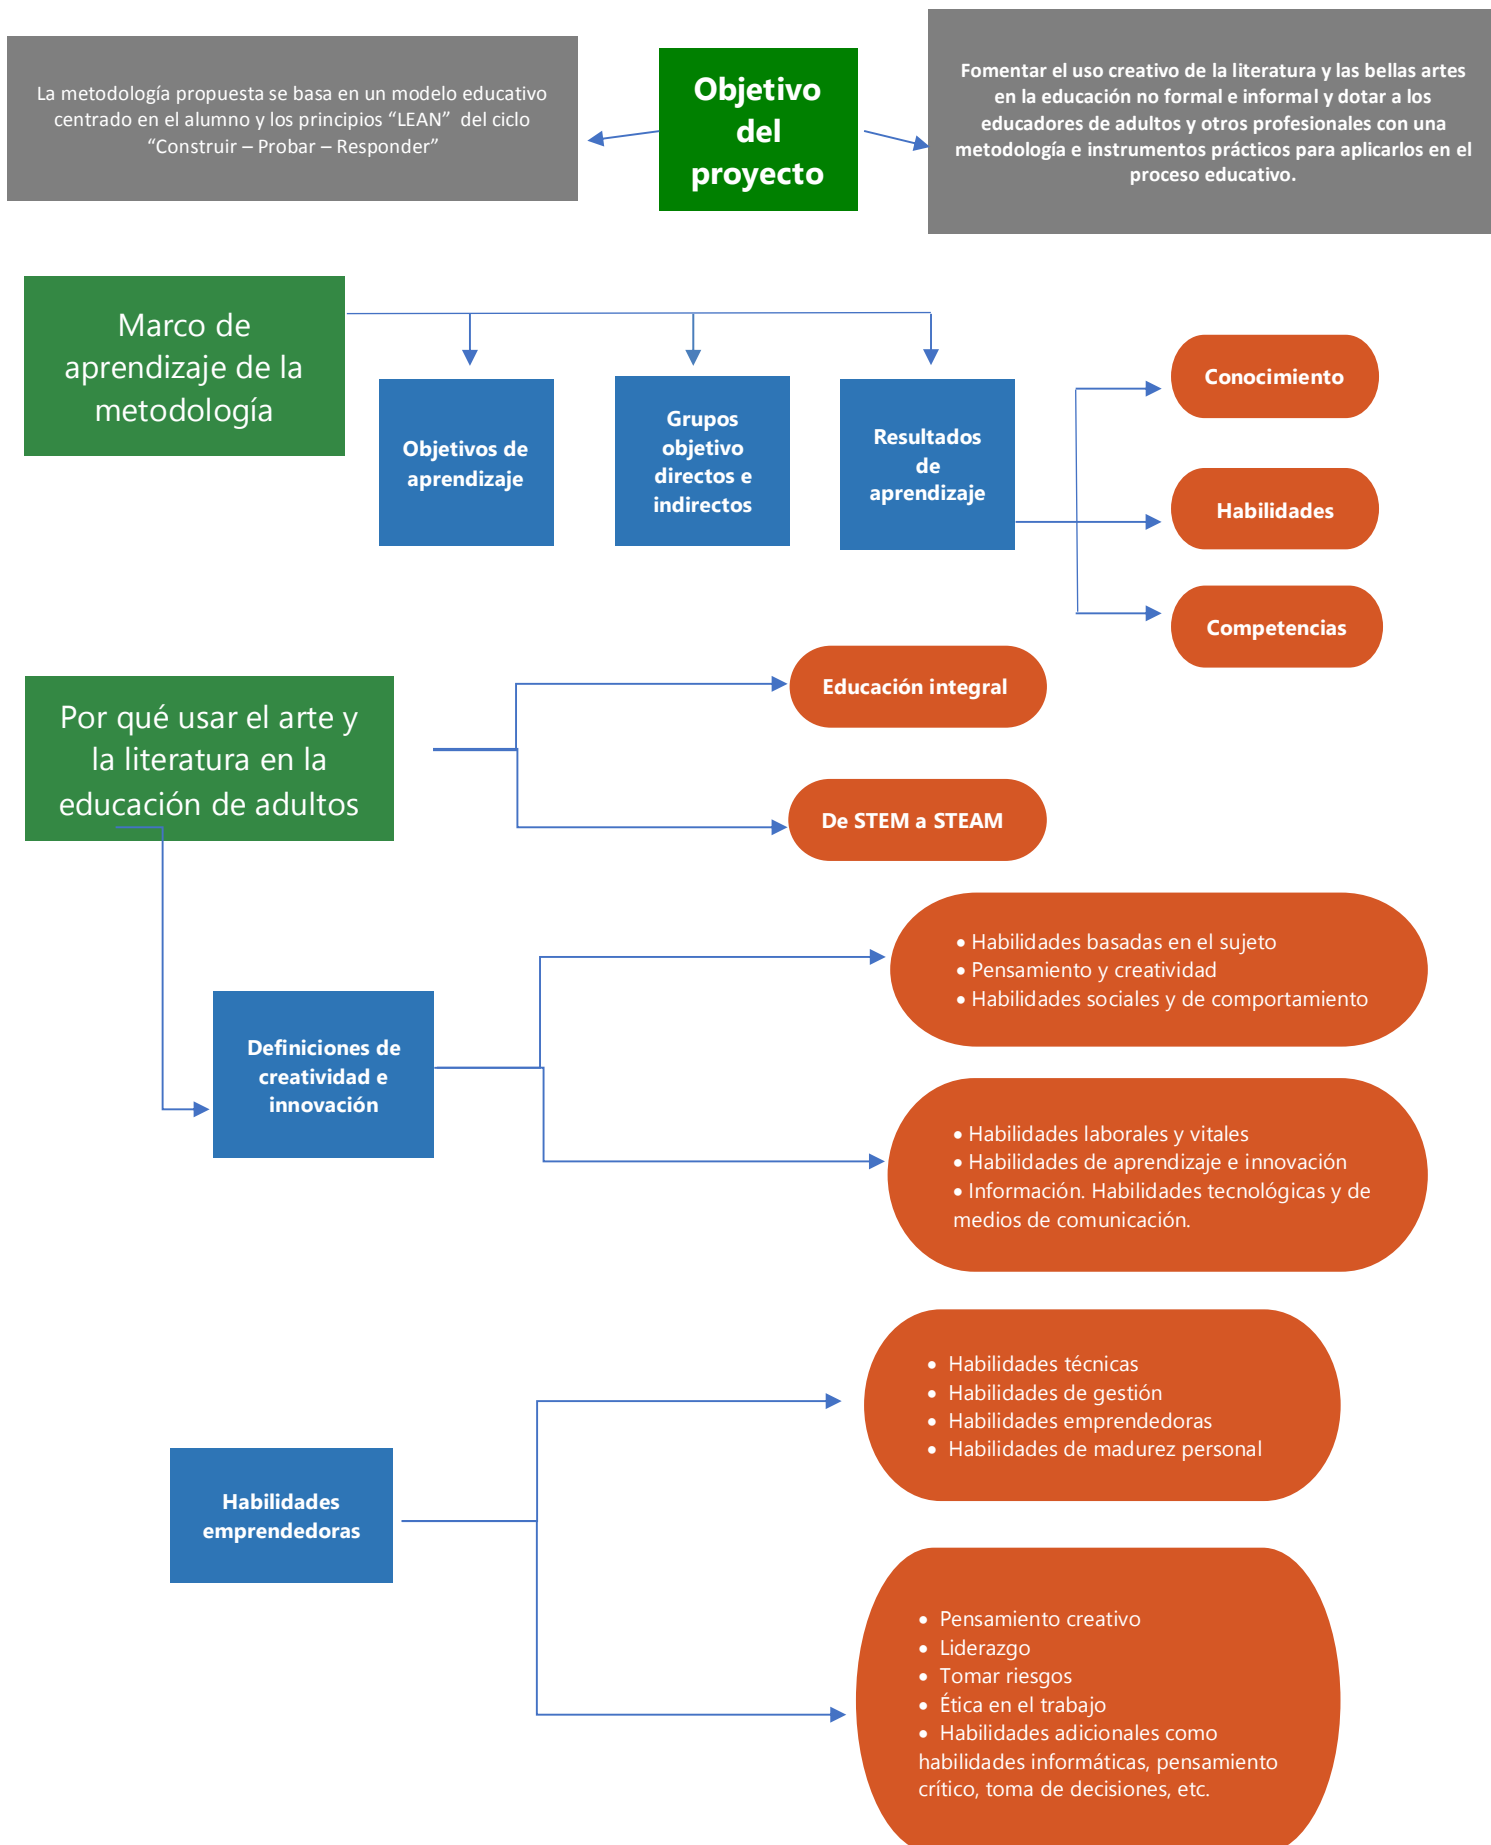 La metodología propuesta se basa en un modelo educativo
centrado en el alumno y los principios “LEAN” del ciclo
“Construir – Probar – Responder”
Objetivo
del
proyecto
Fomentar el uso creativo de la literatura y las bellas artes
en la educación no formal e informal y dotar a los
educadores de adultos y otros profesionales con una
metodología e instrumentos prácticos para aplicarlos en el
proceso educativo.
Marco de
aprendizaje de la
metodología
Objetivos de
aprendizaje
Grupos
objetivo
directos e
indirectos
Resultados
de
aprendizaje
Conocimiento
Habilidades
Competencias
Por qué usar el arte y
la literatura en la
educación de adultos
Educación integral
De STEM a STEAM
Definiciones de
creatividad e
innovación
• Habilidades basadas en el sujeto
• Pensamiento y creatividad
• Habilidades sociales y de comportamiento
• Habilidades laborales y vitales
• Habilidades de aprendizaje e innovación
• Información. Habilidades tecnológicas y de
medios de comunicación.
Habilidades
emprendedoras
• Habilidades técnicas
• Habilidades de gestión
• Habilidades emprendedoras
• Habilidades de madurez personal
• Pensamiento creativo
• Liderazgo
• Tomar riesgos
• Ética en el trabajo
• Habilidades adicionales como
habilidades informáticas, pensamiento
crítico, toma de decisiones, etc.